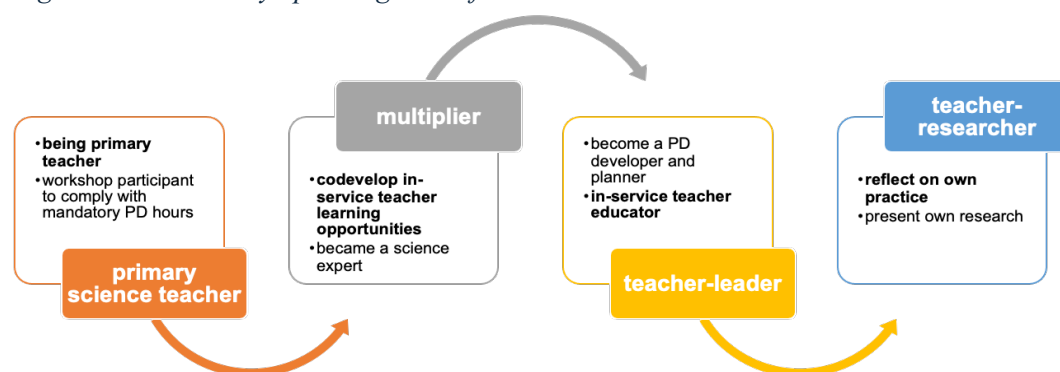 multiplier
teacher-
researcher
•being primary
teacher
•workshop participant
to comply with
mandatory PD hours
primary
science teacher
•codevelop in-
service teacher
learning
opportunities
•became a science
expert
•become a PD
developer and
planner
•in-service teacher
educator
teacher-leader
•reflect on own
practice
•present own research